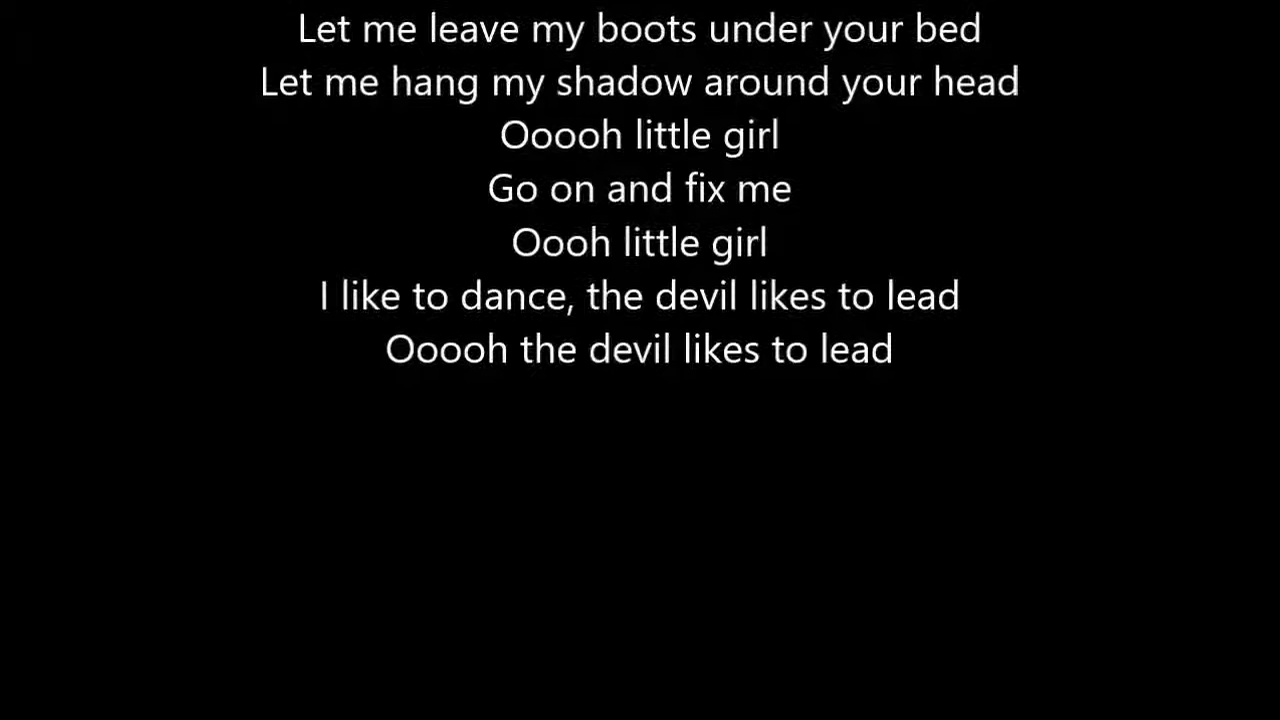 Let me leave my boots under your bed
Let me hang my shadow around your head
Ooooh little girl
Go on and fix me
Oooh little girl
I like to dance, the devil likes to lead
Ooooh the devil likes to lead